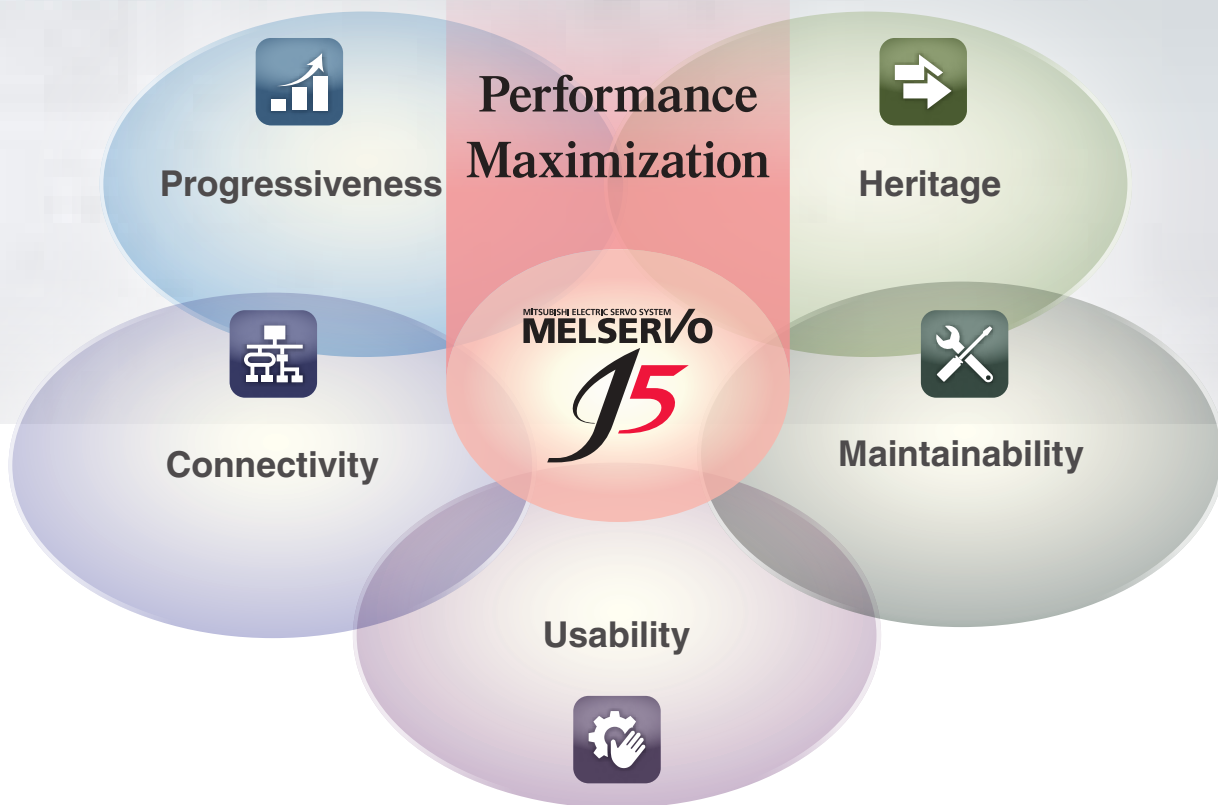 Performance
Maximization
Progressiveness
Heritage
MITSUBISHI ELECTRIC SERVO SYSTEM
MELSERVO
J5
Connectivity
Maintainability
Usability